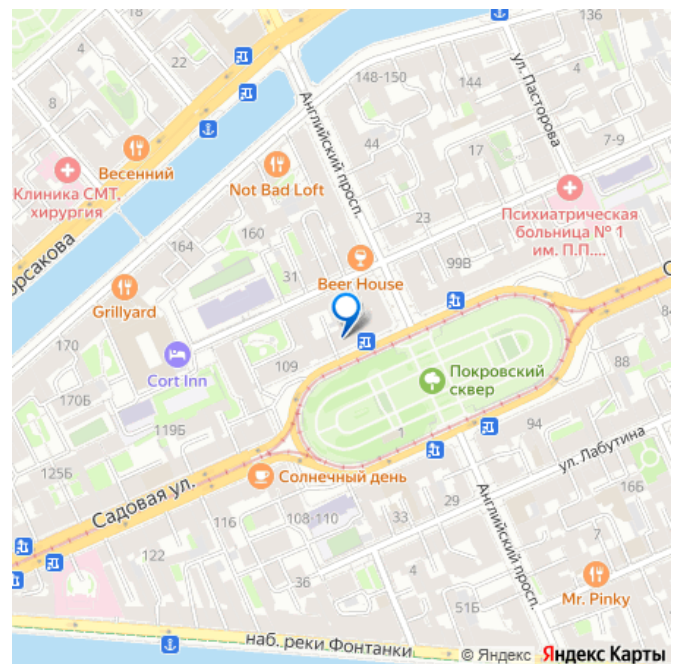 136
4
22
148-150
144
ул. Пасторова
8
Английский просп.
44
17
7-9
Весенний
Not Bad Loft
Клиника СМТ,
хирургия
Психиатрическая
больница № 1
им. П.П....
23
164
160
99В
орсакова
31
Beer House
С
Grillyard
84
170
Cort Inn
109
Покровский
сквер
88
170Б
119Б
1
94
125Б
Солнечный день
ул. Лабутина
Садовая ул.
29
166
116
108-110
33
Английский просп.
122
7
36
4
51Б
Mr. Pinky
наб. реки Фонтанки
© Яндекс Яндекс Карты